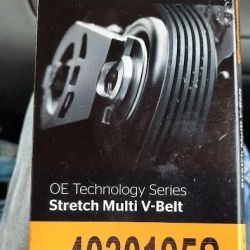 OE Technology Series
Stretch Multi V-Belt